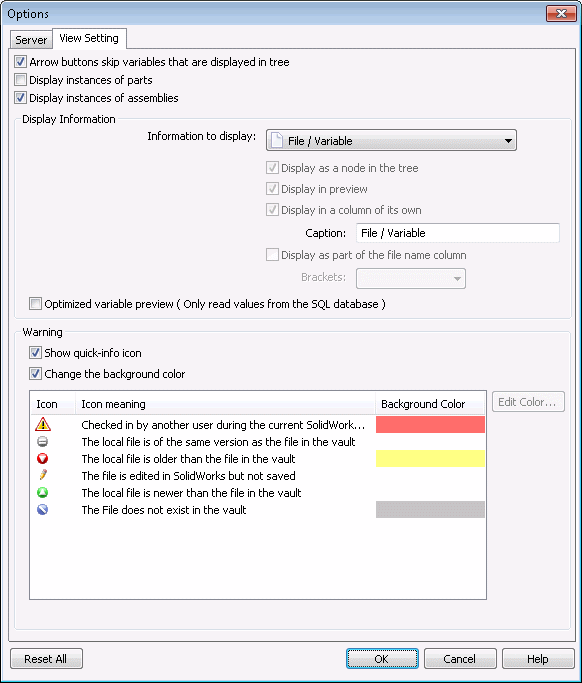 Options
Server View Setting
Arrow buttons skip variables that are displayed in tree
Display instances of parts
Display instances of assemblies
Display Information
Information to display: File / Variable
Display as a node in the tree
Display in preview
Display in a column of its own
Caption: File / Variable
Display as part of the file name column
Brackets:
Optimized variable preview ( Only read values from the SQL database )
Warning
Show quick-info icon
Change the background color
Icon Icon meaning Background Color Edit Color...
Checked in by another user during the current SolidWork...
The local file is of the same version as the file in the vault
The local file is older than the file in the vault
The file is edited in SolidWorks but not saved
The local file is newer than the file in the vault
The File does not exist in the vault
Reset All OK Cancel Help